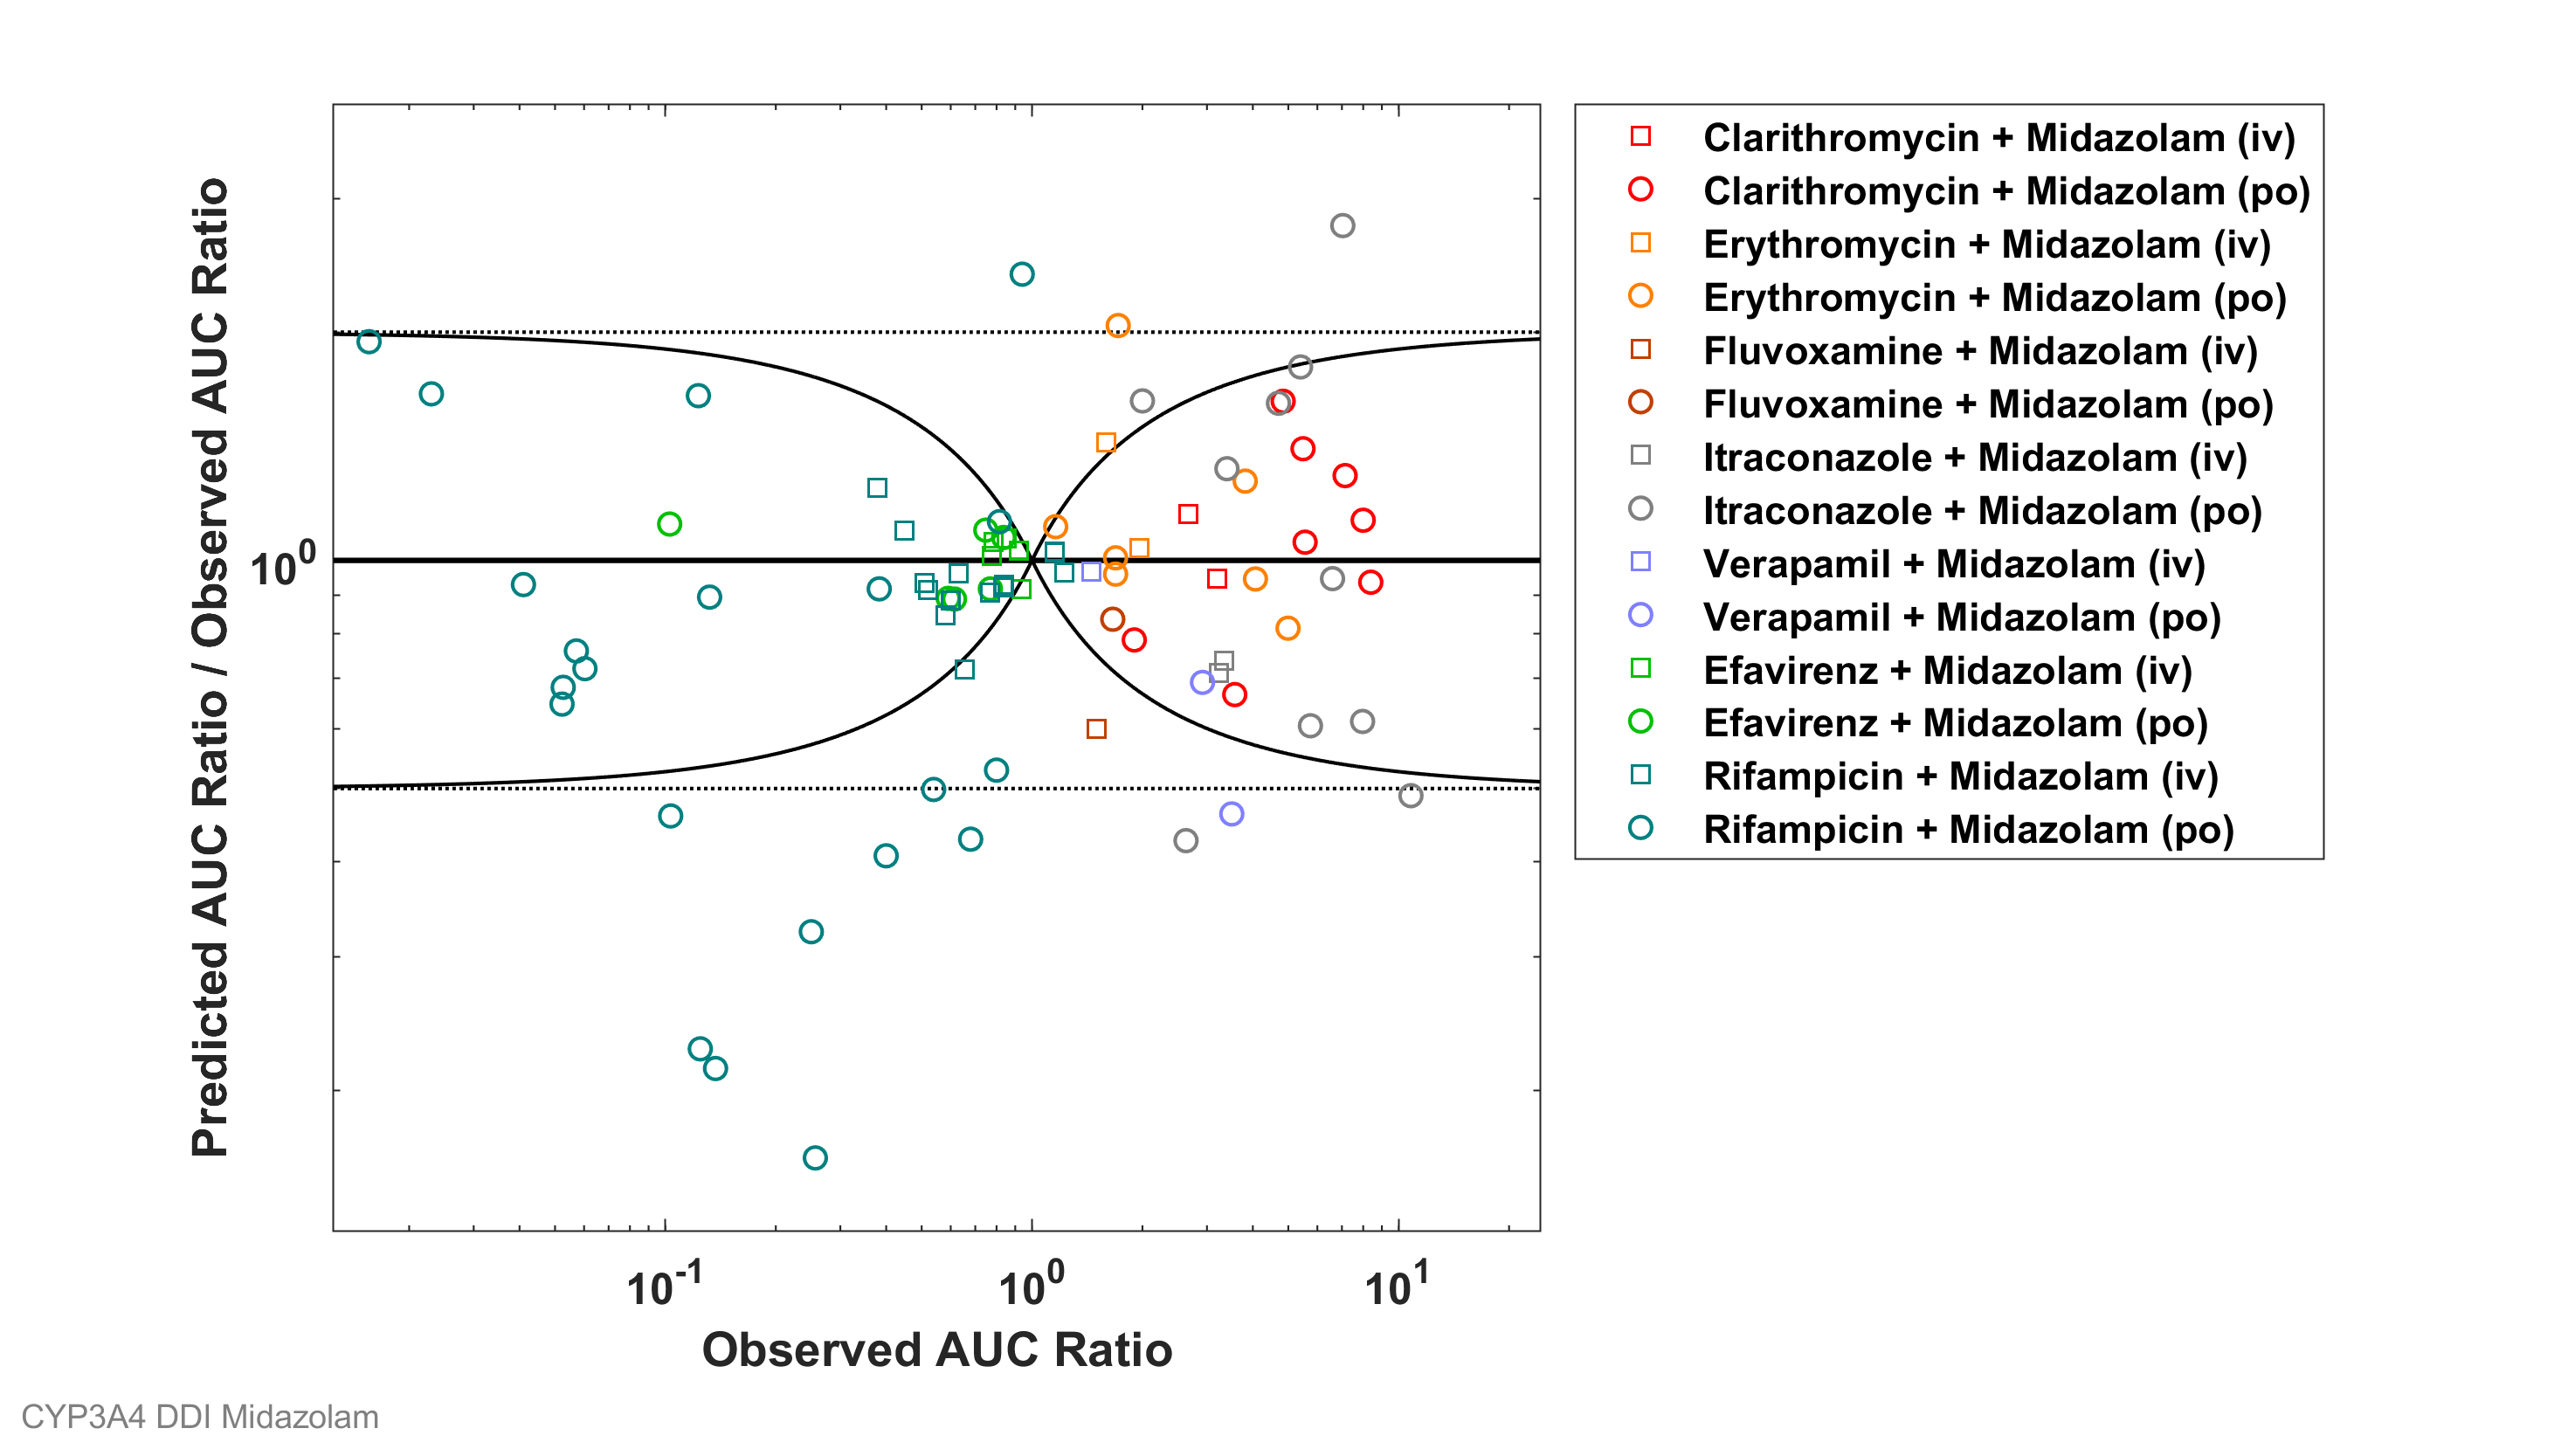 Predicted AUC Ratio / Observed AUC Ratio
10^0
10^-1
10^0
10^1
Observed AUC Ratio
Clarithromycin + Midazolam (iv)
Clarithromycin + Midazolam (po)
Erythromycin + Midazolam (iv)
Erythromycin + Midazolam (po)
Fluvoxamine + Midazolam (iv)
Fluvoxamine + Midazolam (po)
Itraconazole + Midazolam (iv)
Itraconazole + Midazolam (po)
Verapamil + Midazolam (iv)
Verapamil + Midazolam (po)
Efavirenz + Midazolam (iv)
Efavirenz + Midazolam (po)
Rifampicin + Midazolam (iv)
Rifampicin + Midazolam (po)
CYP3A4 DDI Midazolam